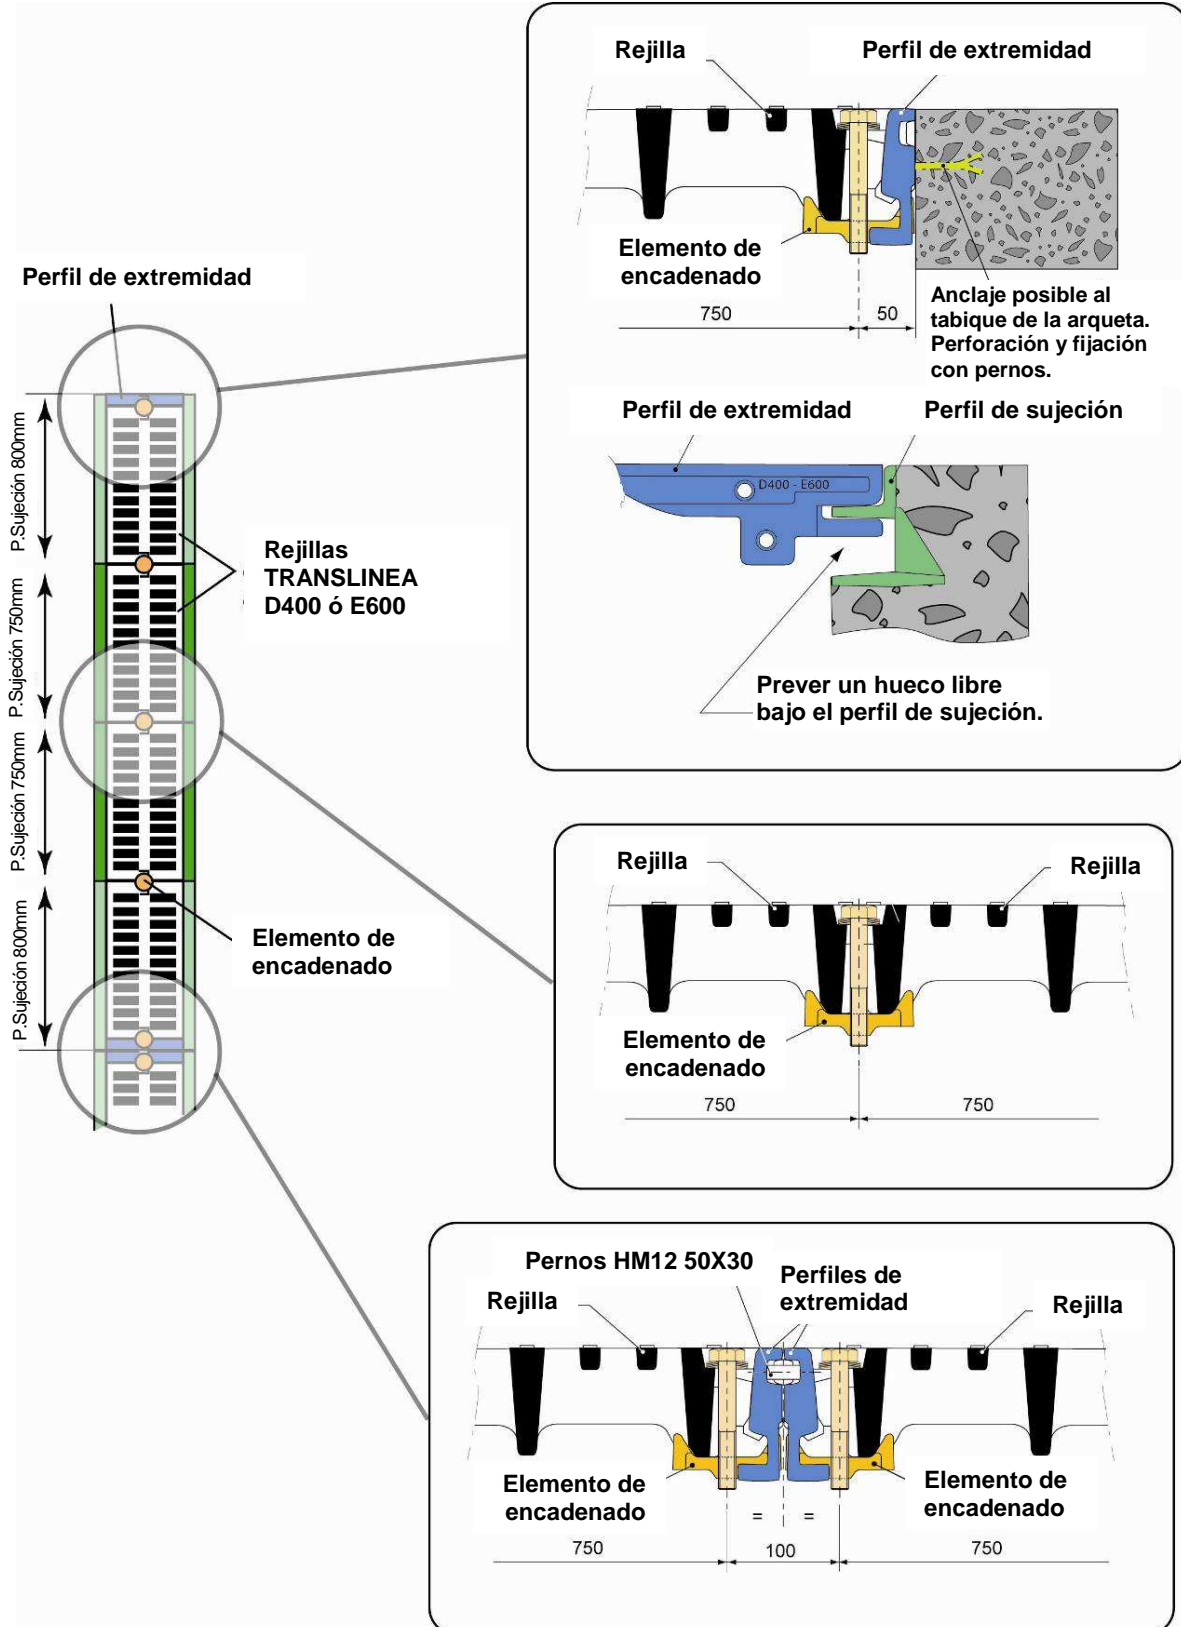 Rejilla
Perfil de extremidad
Elemento de
encadenado
750
50
Anclaje posible al
tabique de la arqueta.
Perforación y fijación
con pernos.
Perfil de extremidad
Perfil de sujeción
D400 - E600
Prever un hueco libre
bajo el perfil de sujeción.
Perfil de extremidad
P.Sujeción 800mm
P.Sujeción 750mm
P.Sujeción 750mm
P.Sujeción 800mm
Rejillas
TRANSLINEA
D400 ó E600
Elemento de
encadenado
Rejilla
Rejilla
Elemento de
encadenado
750
750
Pernos HM12 50X30
Perfiles de
extremidad
Rejilla
Rejilla
Elemento de
encadenado
Elemento de
encadenado
= =
750
100
750